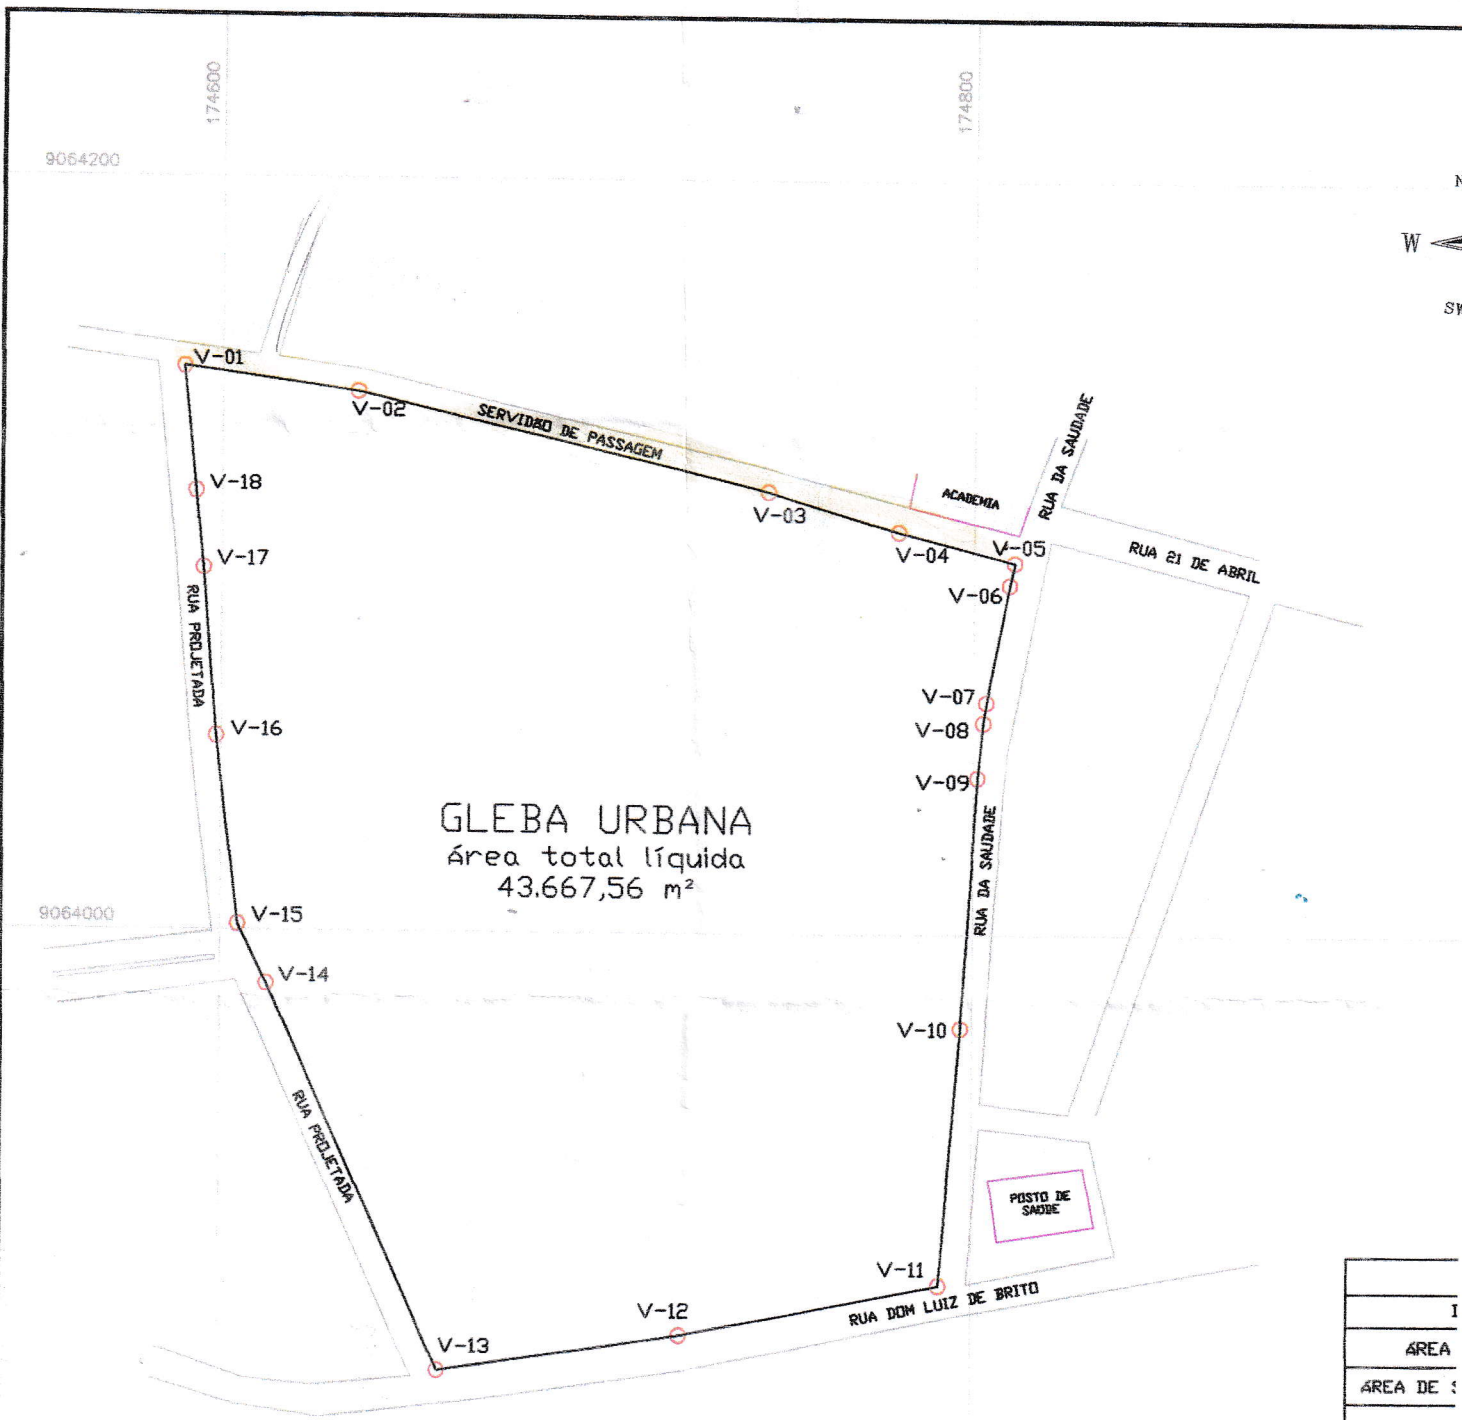 174600
174800
9064200
N
W
SW
V-01
V-02
SERVIDÃO DE PASSAGEM
RUA DA SAUDADE
ACADEMIA
V-03
V-04
V-05
RUA 21 DE ABRIL
V-06
V-18
V-17
RUA PROJETADA
V-16
V-07
V-08
V-09
GLEBA URBANA
área total líquida
43.667,56 m²
RUA DA SAUDADE
9064000
V-15
V-14
V-10
RUA PROJETADA
POSTO DE
SAÚDE
V-11
RUA DOM LUIZ DE BRITO
V-12
V-13
ÁREA
ÁREA DE